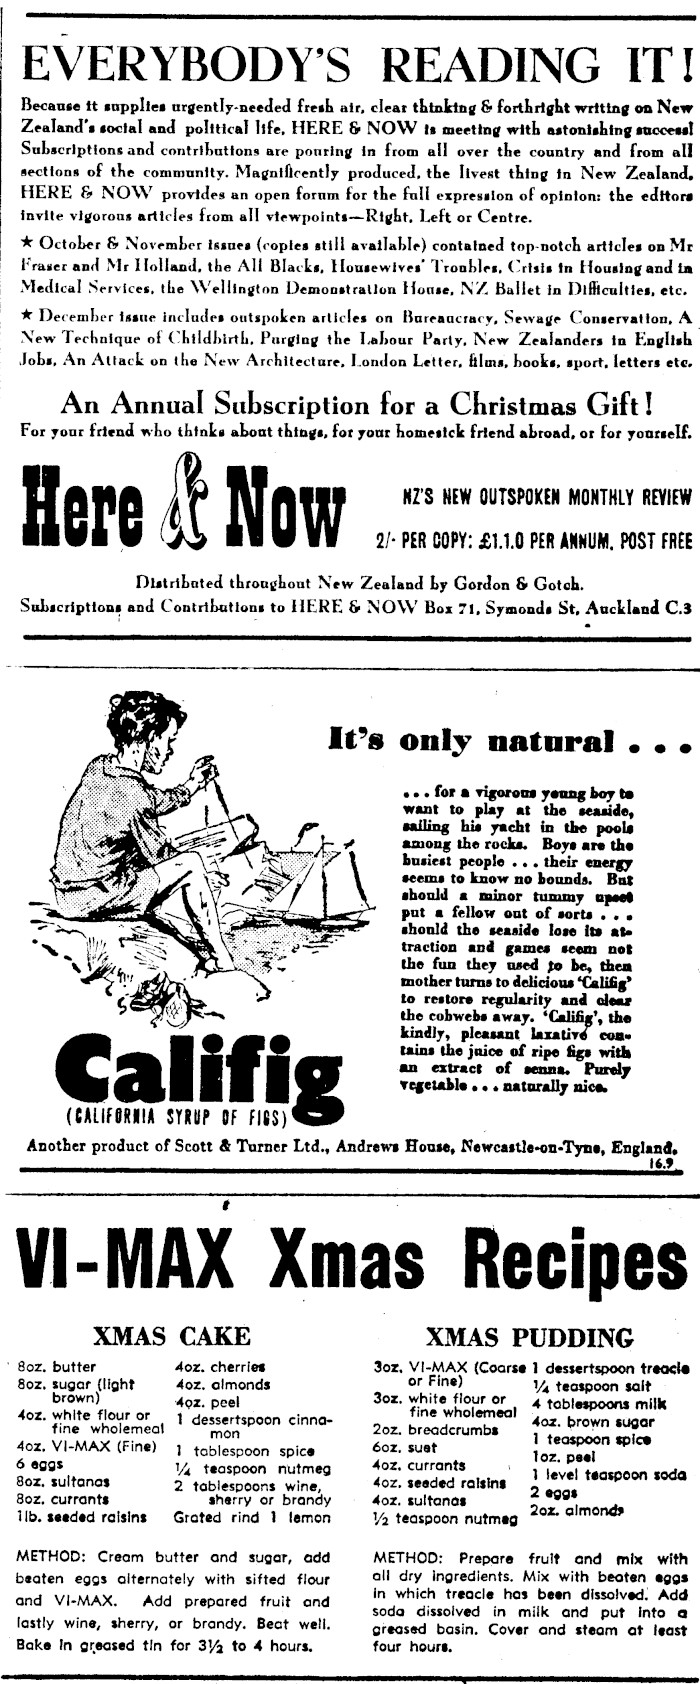 EVERYBODY'S READING IT!
Because it supplies urgently-needed fresh air, clear thinking & forthright writing on New
Zealand's social and political life, HERE & NOW is meeting with astonishing success!
Subscriptions and contributions are pouring in from all over the country and from all
sections of the community. Magnificently produced, the livest thing in New Zealand,
HERE & NOW provides an open forum for the full expression of opinion: the editors
invite vigorous articles from all viewpoints—Right, Left or Centre.
★ October & November issues (copies still available) contained top-notch articles on Mr
Fraser and Mr Holland, the All Blacks, Housewives' Troubles, Crisis in Housing and in
Medical Services, the Wellington Demonstration House, NZ Ballet in Difficulties, etc.
★ December issue includes outspoken articles on Bureaucracy, Sewage Conservation, A
New Technique of Childbirth, Purging the Labour Party, New Zealanders in English
Jobs, An Attack on the New Architecture, London Letter, films, books, sport, letters etc.
An Annual Subscription for a Christmas Gift!
For your friend who thinks about things, for your homesick friend abroad, or for yourself.
Here & Now
NZ'S NEW OUTSPOKEN MONTHLY REVIEW
2/- PER COPY: £1.1.0 PER ANNUM, POST FREE
Distributed throughout New Zealand by Gordon & Gotch.
Subscriptions and Contributions to HERE & NOW Box 71, Symonds St, Auckland C.3
It's only natural . . .
. . . for a vigorous young boy to
want to play at the seaside,
sailing his yacht in the pools
among the rocks. Boys are the
busiest people . . . their energy
seems to know no bounds. But
should a minor tummy upset
put a fellow out of sorts . . .
should the seaside lose its at-
traction and games seem not
the fun they used to be, then
mother turns to delicious 'Califig'
to restore regularity and clear
the cobwebs away. 'Califig', the
kindly, pleasant laxative con-
tains the juice of ripe figs with
an extract of senna. Purely
vegetable . . . naturally nice.
Califig
(CALIFORNIA SYRUP OF FIGS)
Another product of Scott & Turner Ltd., Andrews House, Newcastle-on-Tyne, England.
16.9
VI-MAX Xmas Recipes
XMAS CAKE
8oz. butter
8oz. sugar (light
brown)
4oz. white flour or
fine wholemeal
4oz. VI-MAX (Fine)
6 eggs
8oz. sultanas
8oz. currants
1lb. seeded raisins
4oz. cherries
4oz. almonds
4oz. peel
1 dessertspoon cinna-
mon
1 tablespoon spice
¼ teaspoon nutmeg
2 tablespoons wine,
sherry or brandy
Grated rind 1 lemon
METHOD: Cream butter and sugar, add
beaten eggs alternately with sifted flour
and VI-MAX. Add prepared fruit and
lastly wine, sherry, or brandy. Beat well.
Bake in greased tin for 3½ to 4 hours.
XMAS PUDDING
3oz. VI-MAX (Coarse
or Fine)
3oz. white flour or
fine wholemeal
2oz. breadcrumbs
6oz. suet
4oz. currants
4oz. seeded raisins
4oz. sultanas
½ teaspoon nutmeg
1 dessertspoon treacle
¼ teaspoon salt
4 tablespoons milk
4oz. brown sugar
1 teaspoon spice
1oz. peel
1 level teaspoon soda
2 eggs
2oz. almonds
METHOD: Prepare fruit and mix with
all dry ingredients. Mix with beaten eggs
in which treacle has been dissolved. Add
soda dissolved in milk and put into a
greased basin. Cover and steam at least
four hours.